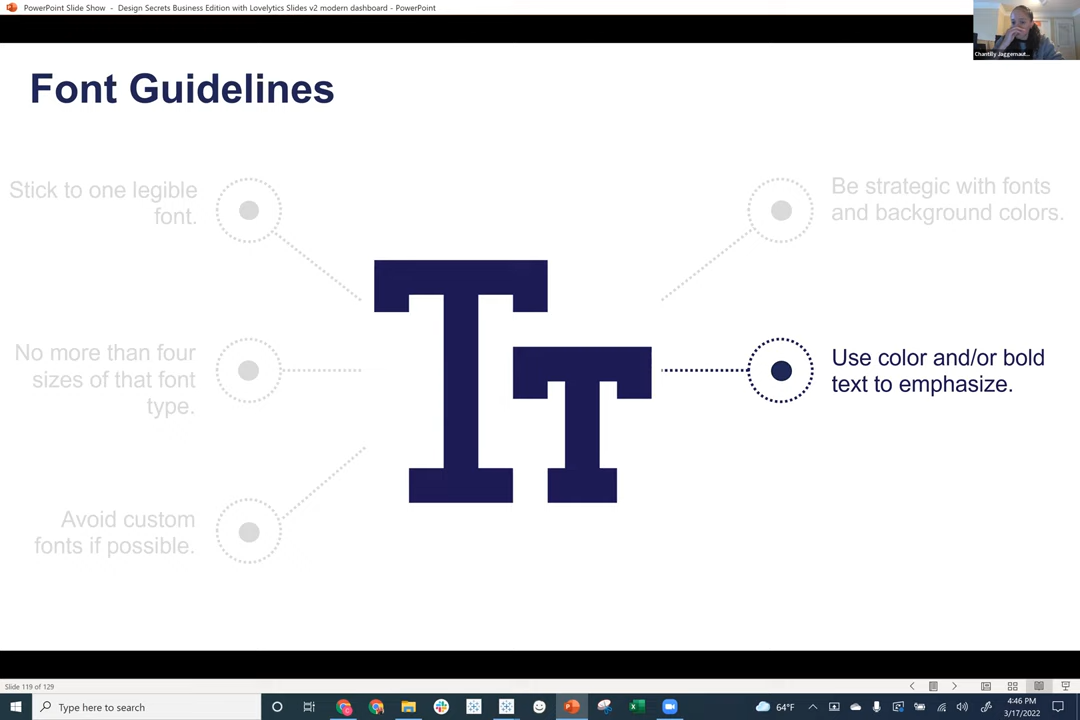 PowerPoint Slide Show - Design Secrets Business Edition with Lovelytics Slides v2 modern dashboard - PowerPoint
Chantilly Jaggernaut...
Font Guidelines
Stick to one legible
font.
No more than four
sizes of that font
type.
Avoid custom
fonts if possible.
TT
Be strategic with fonts
and background colors.
Use color and/or bold
text to emphasize.
Slide 119 of 129
Type here to search
64°F
4:46 PM
3/17/2022